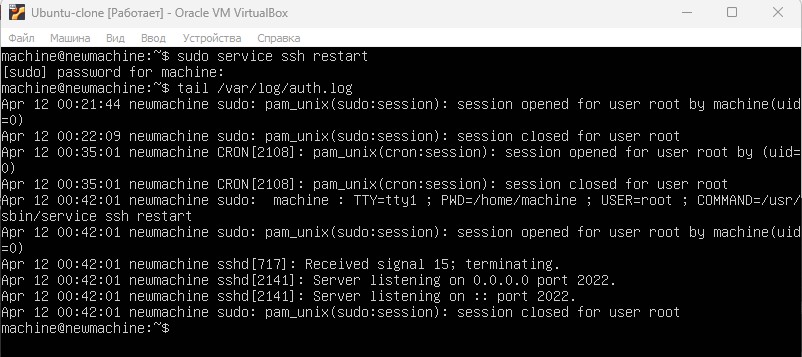 Ubuntu-clone [Работает] - Oracle VM VirtualBox
Файл Машина Вид Ввод Устройства Справка
machine@newmachine:~$ sudo service ssh restart
[sudo] password for machine:
machine@newmachine:~$ tail /var/log/auth.log
Apr 12 00:21:44 newmachine sudo: pam_unix(sudo:session): session opened for user root by machine(uid
=0)
Apr 12 00:22:09 newmachine sudo: pam_unix(sudo:session): session closed for user root
Apr 12 00:35:01 newmachine CRON[2108]: pam_unix(cron:session): session opened for user root by (uid=
0)
Apr 12 00:35:01 newmachine CRON[2108]: pam_unix(cron:session): session closed for user root
Apr 12 00:42:01 newmachine sudo:  machine : TTY=tty1 ; PWD=/home/machine ; USER=root ; COMMAND=/usr/
sbin/service ssh restart
Apr 12 00:42:01 newmachine sudo: pam_unix(sudo:session): session opened for user root by machine(uid
=0)
Apr 12 00:42:01 newmachine sshd[717]: Received signal 15; terminating.
Apr 12 00:42:01 newmachine sshd[2141]: Server listening on 0.0.0.0 port 2022.
Apr 12 00:42:01 newmachine sshd[2141]: Server listening on :: port 2022.
Apr 12 00:42:01 newmachine sudo: pam_unix(sudo:session): session closed for user root
machine@newmachine:~$